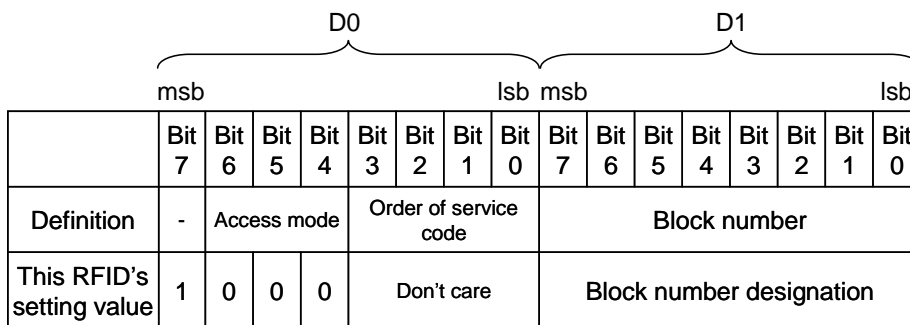 D0 D1
msb lsb msb lsb
Bit 7 Bit 6 Bit 5 Bit 4 Bit 3 Bit 2 Bit 1 Bit 0 Bit 7 Bit 6 Bit 5 Bit 4 Bit 3 Bit 2 Bit 1 Bit 0
Definition - Access mode Order of service code Block number
This RFID's setting value 1 0 0 0 Don't care Block number designation